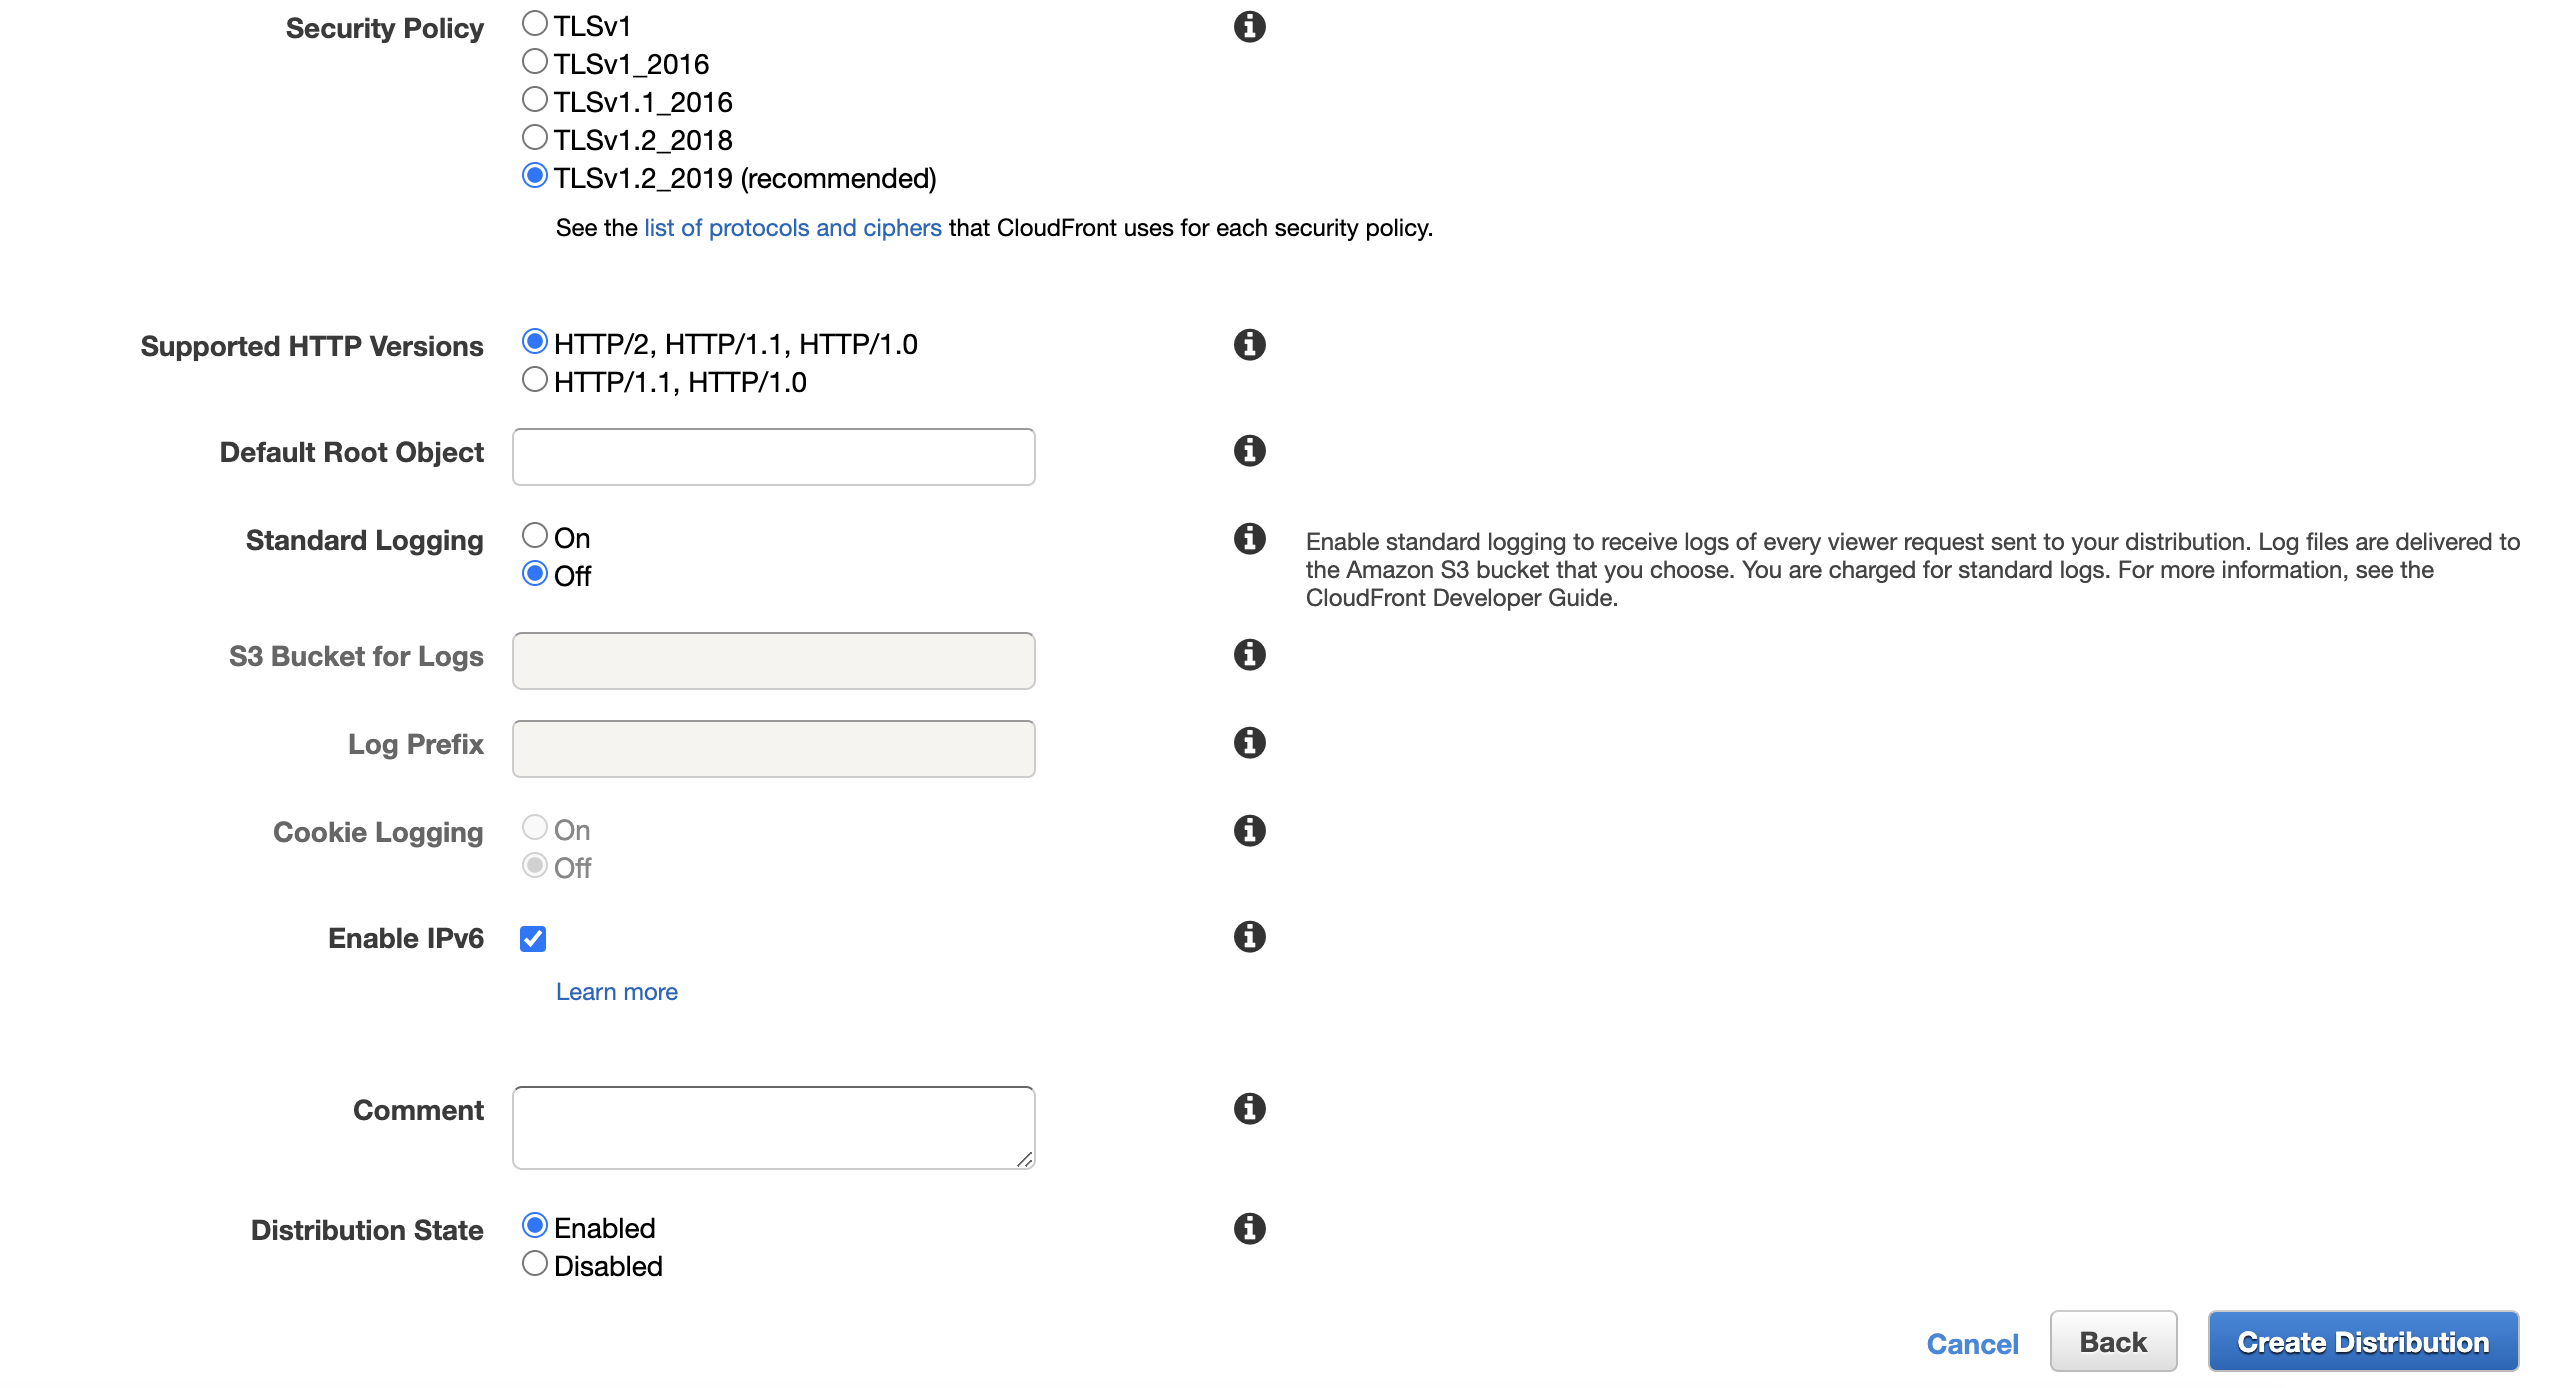 Security Policy
TLSv1
TLSv1_2016
TLSv1.1_2016
TLSv1.2_2018
TLSv1.2_2019 (recommended)
See the list of protocols and ciphers that CloudFront uses for each security policy.
Supported HTTP Versions
HTTP/2, HTTP/1.1, HTTP/1.0
HTTP/1.1, HTTP/1.0
Default Root Object
Standard Logging
On
Off
Enable standard logging to receive logs of every viewer request sent to your distribution. Log files are delivered to
the Amazon S3 bucket that you choose. You are charged for standard logs. For more information, see the
CloudFront Developer Guide.
S3 Bucket for Logs
Log Prefix
Cookie Logging
On
Off
Enable IPv6
Learn more
Comment
Distribution State
Enabled
Disabled
Cancel
Back
Create Distribution